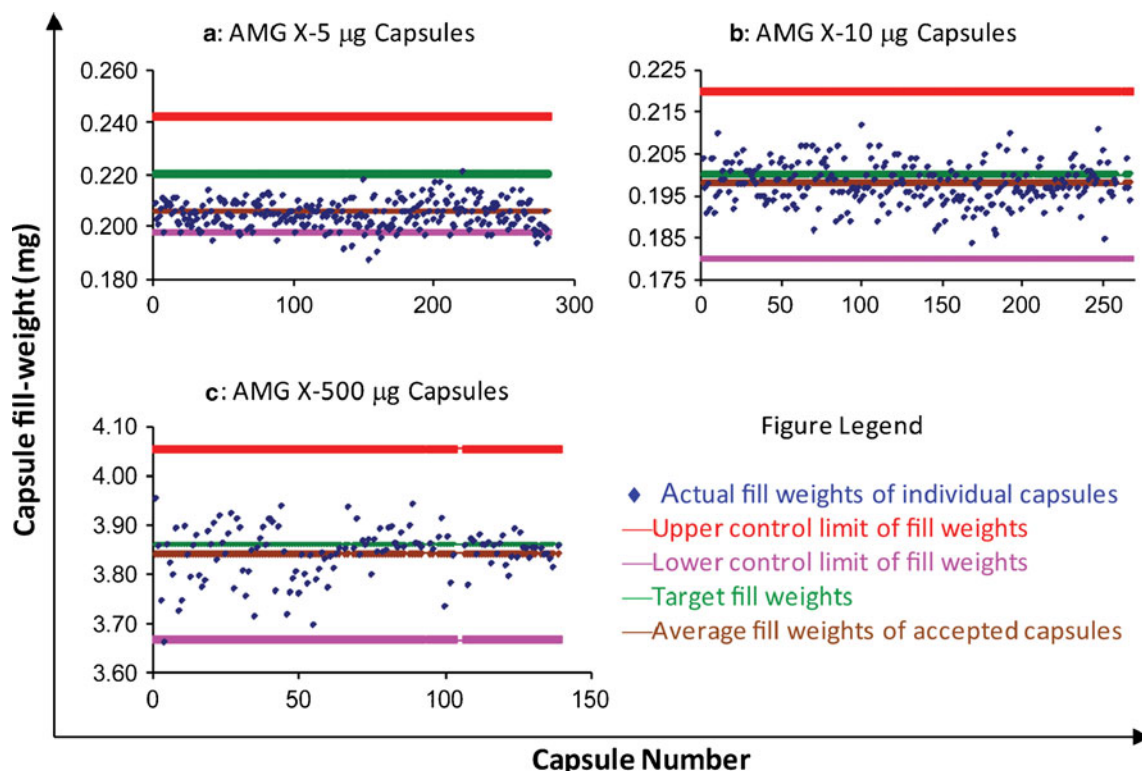 a: AMG X-5 μg Capsules
0.260
0.240
0.220
0.200
0.180
0 100 200 300
b: AMG X-10 μg Capsules
0.225
0.215
0.205
0.195
0.185
0.175
0 50 100 150 200 250
c: AMG X-500 μg Capsules
4.10
4.00
3.90
3.80
3.70
3.60
0 50 100 150
Figure Legend
Actual fill weights of individual capsules
Upper control limit of fill weights
Lower control limit of fill weights
Target fill weights
Average fill weights of accepted capsules
Capsule fill-weight (mg)
Capsule Number